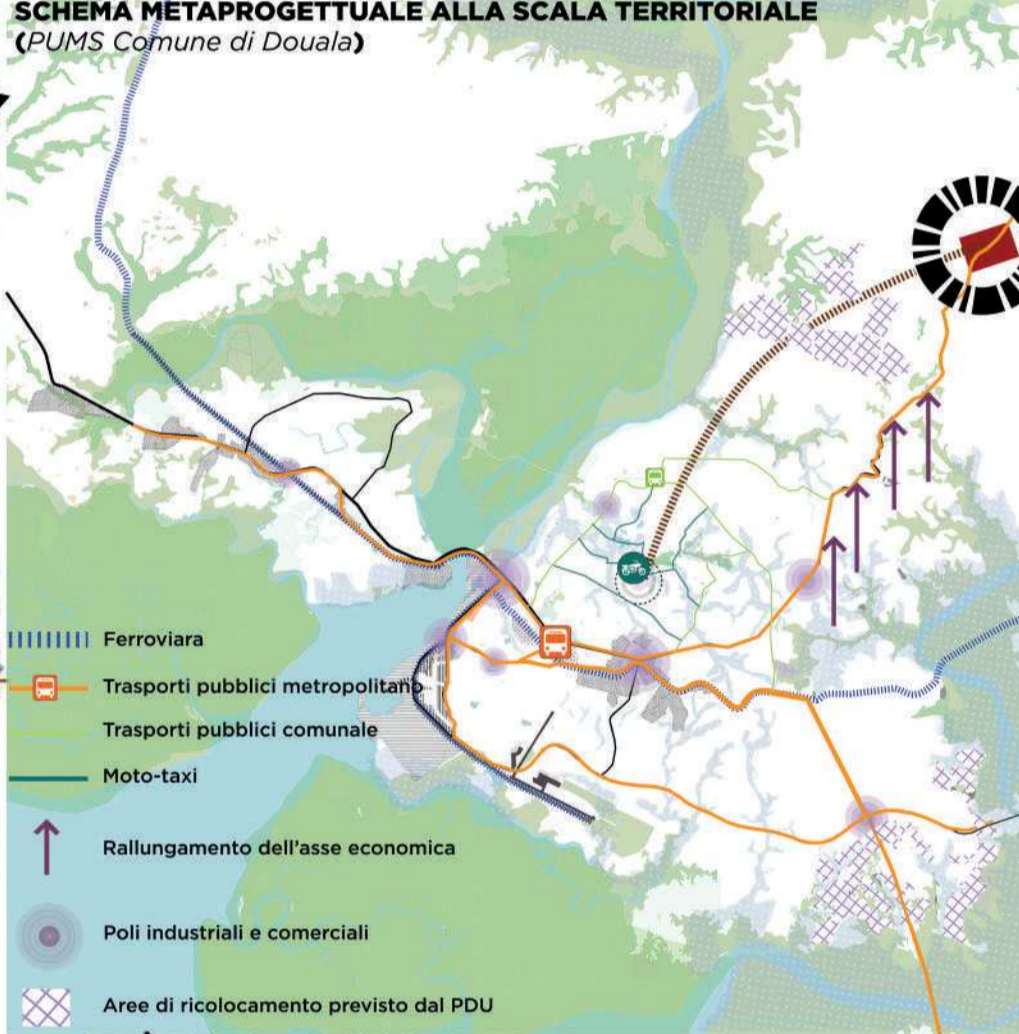 SCHEMA METAPROGETTUALE ALLA SCALA TERRITORIALE
(PUMS Comune di Douala)
Ferroviara
Trasporti pubblici metropolitano
Trasporti pubblici comunale
Moto-taxi
Rallungamento dell'asse economica
Poli industriali e comerciali
Aree di ricolocamento previsto dal PDU